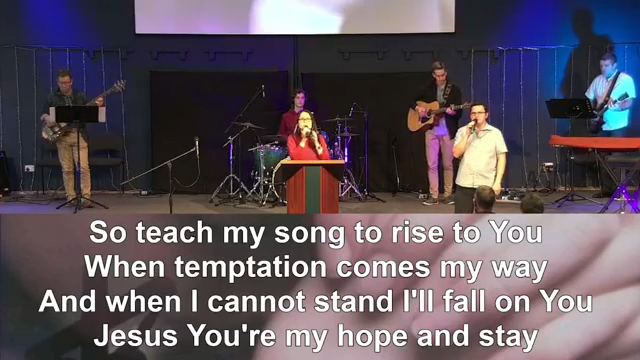 So teach my song to rise to You
When temptation comes my way
And when I cannot stand I'll fall on You
Jesus You're my hope and stay